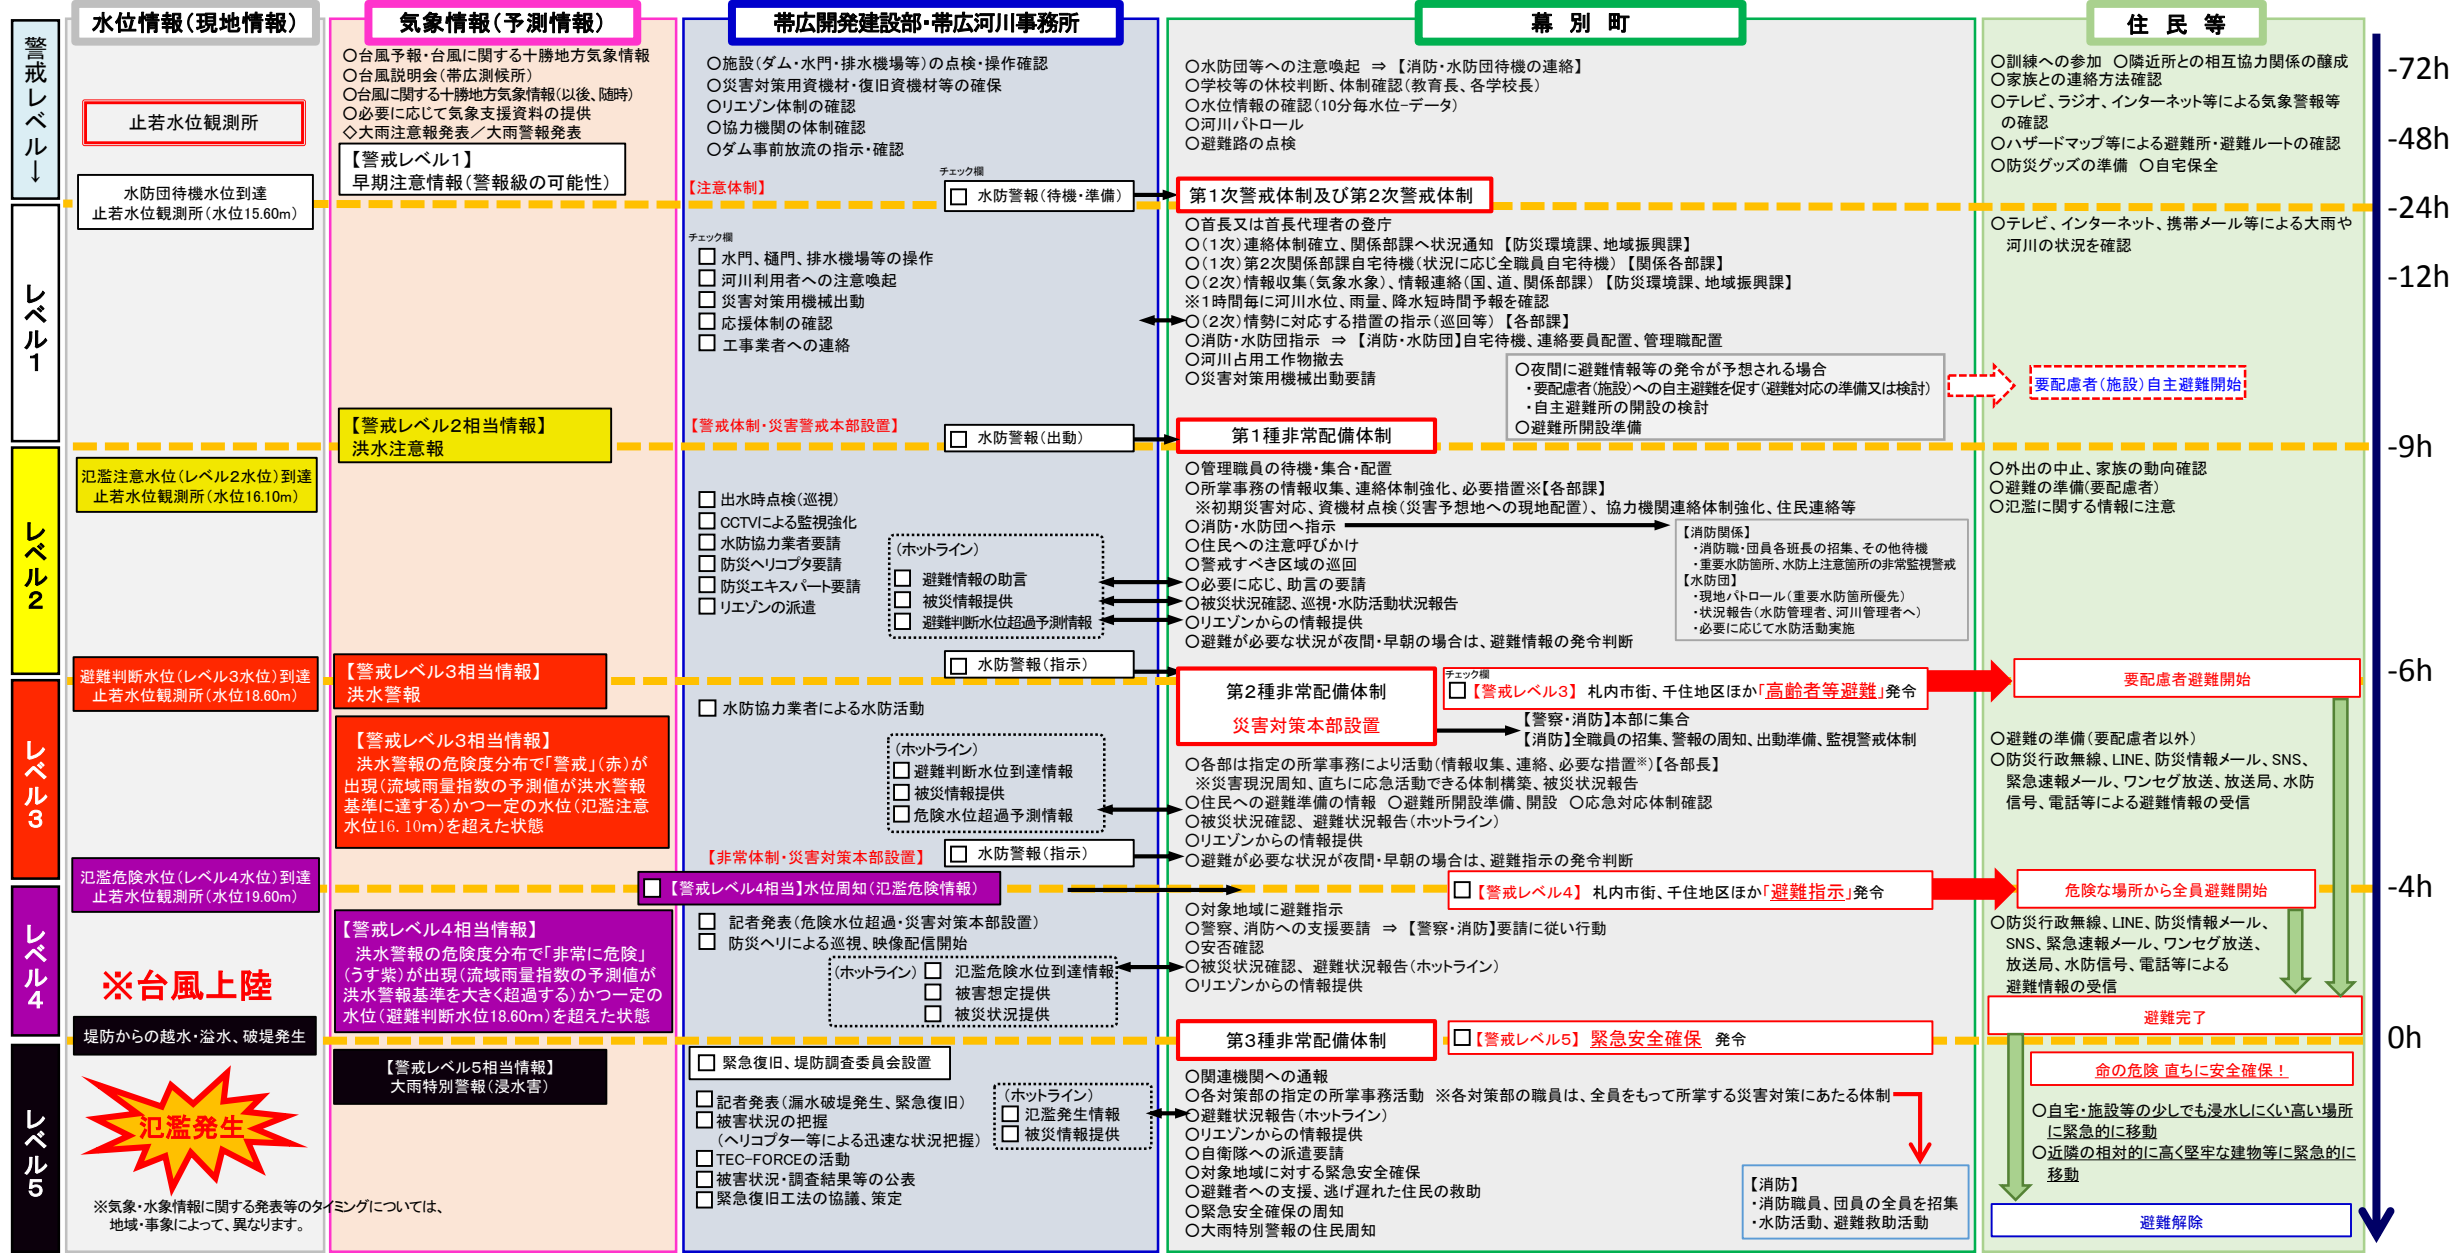 警戒レベル→
水位情報(現地情報)
止若水位観測所
水防団待機水位到達
止若水位観測所(水位15.60m)
レベル1
氾濫注意水位(レベル2水位)到達
止若水位観測所(水位16.10m)
レベル2
避難判断水位(レベル3水位)到達
止若水位観測所(水位18.60m)
レベル3
氾濫危険水位(レベル4水位)到達
止若水位観測所(水位19.60m)
レベル4
※台風上陸
堤防からの越水・溢水、破堤発生
レベル5
氾濫発生
※気象・水象情報に関する発表等のタイミングについては、
地域・事象によって、異なります。
気象情報(予測情報)
○台風予報・台風に関する十勝地方気象情報
○台風説明会(帯広測候所)
○台風に関する十勝地方気象情報(以後、随時)
○必要に応じて気象支援資料の提供
◇大雨注意報発表/大雨警報発表
【警戒レベル1】
早期注意情報(警報級の可能性)
【警戒レベル2相当情報】
洪水注意報
【警戒レベル3相当情報】
洪水警報
【警戒レベル3相当情報】
洪水警報の危険度分布で「警戒」(赤)が
出現(流域雨量指数の予測値が洪水警報
基準に達する)かつ一定の水位(氾濫注意
水位16.10m)を超えた状態
【警戒レベル4相当情報】
洪水警報の危険度分布で「非常に危険」
(うす紫)が出現(流域雨量指数の予測値が
洪水警報基準を大きく超過する)かつ一定の
水位(避難判断水位18.60m)を超えた状態
【警戒レベル5相当情報】
大雨特別警報(浸水害)
帯広開発建設部・帯広河川事務所
○施設(ダム・水門・排水機場等)の点検・操作確認
○災害対策用資機材・復旧資機材等の確保
○リエゾン体制の確認
○協力機関の体制確認
○ダム事前放流の指示・確認
【注意体制】
チェック欄
□ 水防警報(待機・準備)
チェック欄
□ 水門、樋門、排水機場等の操作
□ 河川利用者への注意喚起
□ 災害対策用機械出動
□ 応援体制の確認
□ 工事業者への連絡
【警戒体制・災害警戒本部設置】
□ 水防警報(出動)
□ 出水時点検(巡視)
□ CCTVによる監視強化
□ 水防協力業者要請
□ 防災ヘリコプタ要請
□ 防災エキスパート要請
□ リエゾンの派遣
(ホットライン)
□ 避難情報の助言
□ 被災情報提供
□ 避難判断水位超過予測情報
□ 水防警報(指示)
□ 水防協力業者による水防活動
(ホットライン)
□ 避難判断水位到達情報
□ 被災情報提供
□ 危険水位超過予測情報
【非常体制・災害対策本部設置】
□ 水防警報(指示)
□ 【警戒レベル4相当】水位周知(氾濫危険情報)
□ 記者発表(危険水位超過・災害対策本部設置)
□ 防災ヘリによる巡視、映像配信開始
(ホットライン) □ 氾濫危険水位到達情報
□ 被害想定提供
□ 被災状況提供
□ 緊急復旧、堤防調査委員会設置
□ 記者発表(漏水破堤発生、緊急復旧)
□ 被害状況の把握
(ヘリコプター等による迅速な状況把握)
□ TEC-FORCEの活動
□ 被害状況・調査結果等の公表
□ 緊急復旧工法の協議、策定
(ホットライン)
□ 氾濫発生情報
□ 被災情報提供
幕別町
○水防団等への注意喚起 ⇒ 【消防・水防団待機の連絡】
○学校等の休校判断、体制確認(教育長、各学校長)
○水位情報の確認(10分毎水位-データ)
○河川パトロール
○避難路の点検
第1次警戒体制及び第2次警戒体制
○首長又は首長代理者の登庁
○(1次)連絡体制確立、関係部課へ状況通知 【防災環境課、地域振興課】
○(1次)第2次関係部課自宅待機(状況に応じ全職員自宅待機) 【関係各部課】
○(2次)情報収集(気象水象)、情報連絡(国、道、関係部課) 【防災環境課、地域振興課】
※1時間毎に河川水位、雨量、降水短時間予報を確認
○(2次)情勢に対応する措置の指示(巡回等) 【各部課】
○消防・水防団指示 ⇒ 【消防・水防団】自宅待機、連絡要員配置、管理職配置
○河川占用工作物撤去
○災害対策用機械出動要請
○夜間に避難情報等の発令が予想される場合
・要配慮者(施設)への自主避難を促す(避難対応の準備又は検討)
・自主避難所の開設の検討
○避難所開設準備
第1種非常配備体制
○管理職員の待機・集合・配置
○所掌事務の情報収集、連絡体制強化、必要措置※【各部課】
※初期災害対応、資機材点検(災害予想地への現地配置)、協力機関連絡体制強化、住民連絡等
○消防・水防団へ指示
○住民への注意呼びかけ
○警戒すべき区域の巡回
○必要に応じ、助言の要請
○被災状況確認、巡視・水防活動状況報告
○リエゾンからの情報提供
○避難が必要な状況が夜間・早朝の場合は、避難情報の発令判断
【消防関係】
・消防職・団員各班長の招集、その他待機
・重要水防箇所、水防上注意箇所の非常監視警戒
【水防団】
・現地パトロール(重要水防箇所優先)
・状況報告(水防管理者、河川管理者へ)
・必要に応じて水防活動実施
第2種非常配備体制
災害対策本部設置
チェック欄
□【警戒レベル3】 札内市街、千住地区ほか「高齢者等避難」発令
【警察・消防】本部に集合
【消防】全職員の招集、警報の周知、出動準備、監視警戒体制
○各部は指定の所掌事務により活動(情報収集、連絡、必要な措置※)【各部長】
※災害現況周知、直ちに応急活動できる体制構築、被災状況報告
○住民への避難準備の情報 ○避難所開設準備、開設 ○応急対応体制確認
○被災状況確認、避難状況報告(ホットライン)
○リエゾンからの情報提供
○避難が必要な状況が夜間・早朝の場合は、避難指示の発令判断
□【警戒レベル4】 札内市街、千住地区ほか「避難指示」発令
○対象地域に避難指示
○警察、消防への支援要請 ⇒ 【警察・消防】要請に従い行動
○安否確認
○被災状況確認、避難状況報告(ホットライン)
○リエゾンからの情報提供
第3種非常配備体制
□【警戒レベル5】 緊急安全確保 発令
○関連機関への通報
○各対策部の指定の所掌事務活動 ※各対策部の職員は、全員をもって所掌する災害対策にあたる体制
○避難状況報告(ホットライン)
○リエゾンからの情報提供
○自衛隊への派遣要請
○対象地域に対する緊急安全確保
○避難者への支援、逃げ遅れた住民の救助
○緊急安全確保の周知
○大雨特別警報の住民周知
【消防】
・消防職員、団員の全員を招集
・水防活動、避難救助活動
住民等
○訓練への参加 ○隣近所との相互協力関係の醸成
○家族との連絡方法確認
○テレビ、ラジオ、インターネット等による気象警報等
の確認
○ハザードマップ等による避難所・避難ルートの確認
○防災グッズの準備 ○自宅保全
○テレビ、インターネット、携帯メール等による大雨や
河川の状況を確認
要配慮者(施設)自主避難開始
○外出の中止、家族の動向確認
○避難の準備(要配慮者)
○氾濫に関する情報に注意
要配慮者避難開始
○避難の準備(要配慮者以外)
○防災行政無線、LINE、防災情報メール、SNS、
緊急速報メール、ワンセグ放送、放送局、水防
信号、電話等による避難情報の受信
危険な場所から全員避難開始
○防災行政無線、LINE、防災情報メール、
SNS、緊急速報メール、ワンセグ放送、
放送局、水防信号、電話等による
避難情報の受信
避難完了
命の危険 直ちに安全確保!
○自宅・施設等の少しでも浸水しにくい高い場所
に緊急的に移動
○近隣の相対的に高く堅牢な建物等に緊急的に
移動
避難解除
-72h
-48h
-24h
-12h
-9h
-6h
-4h
0h